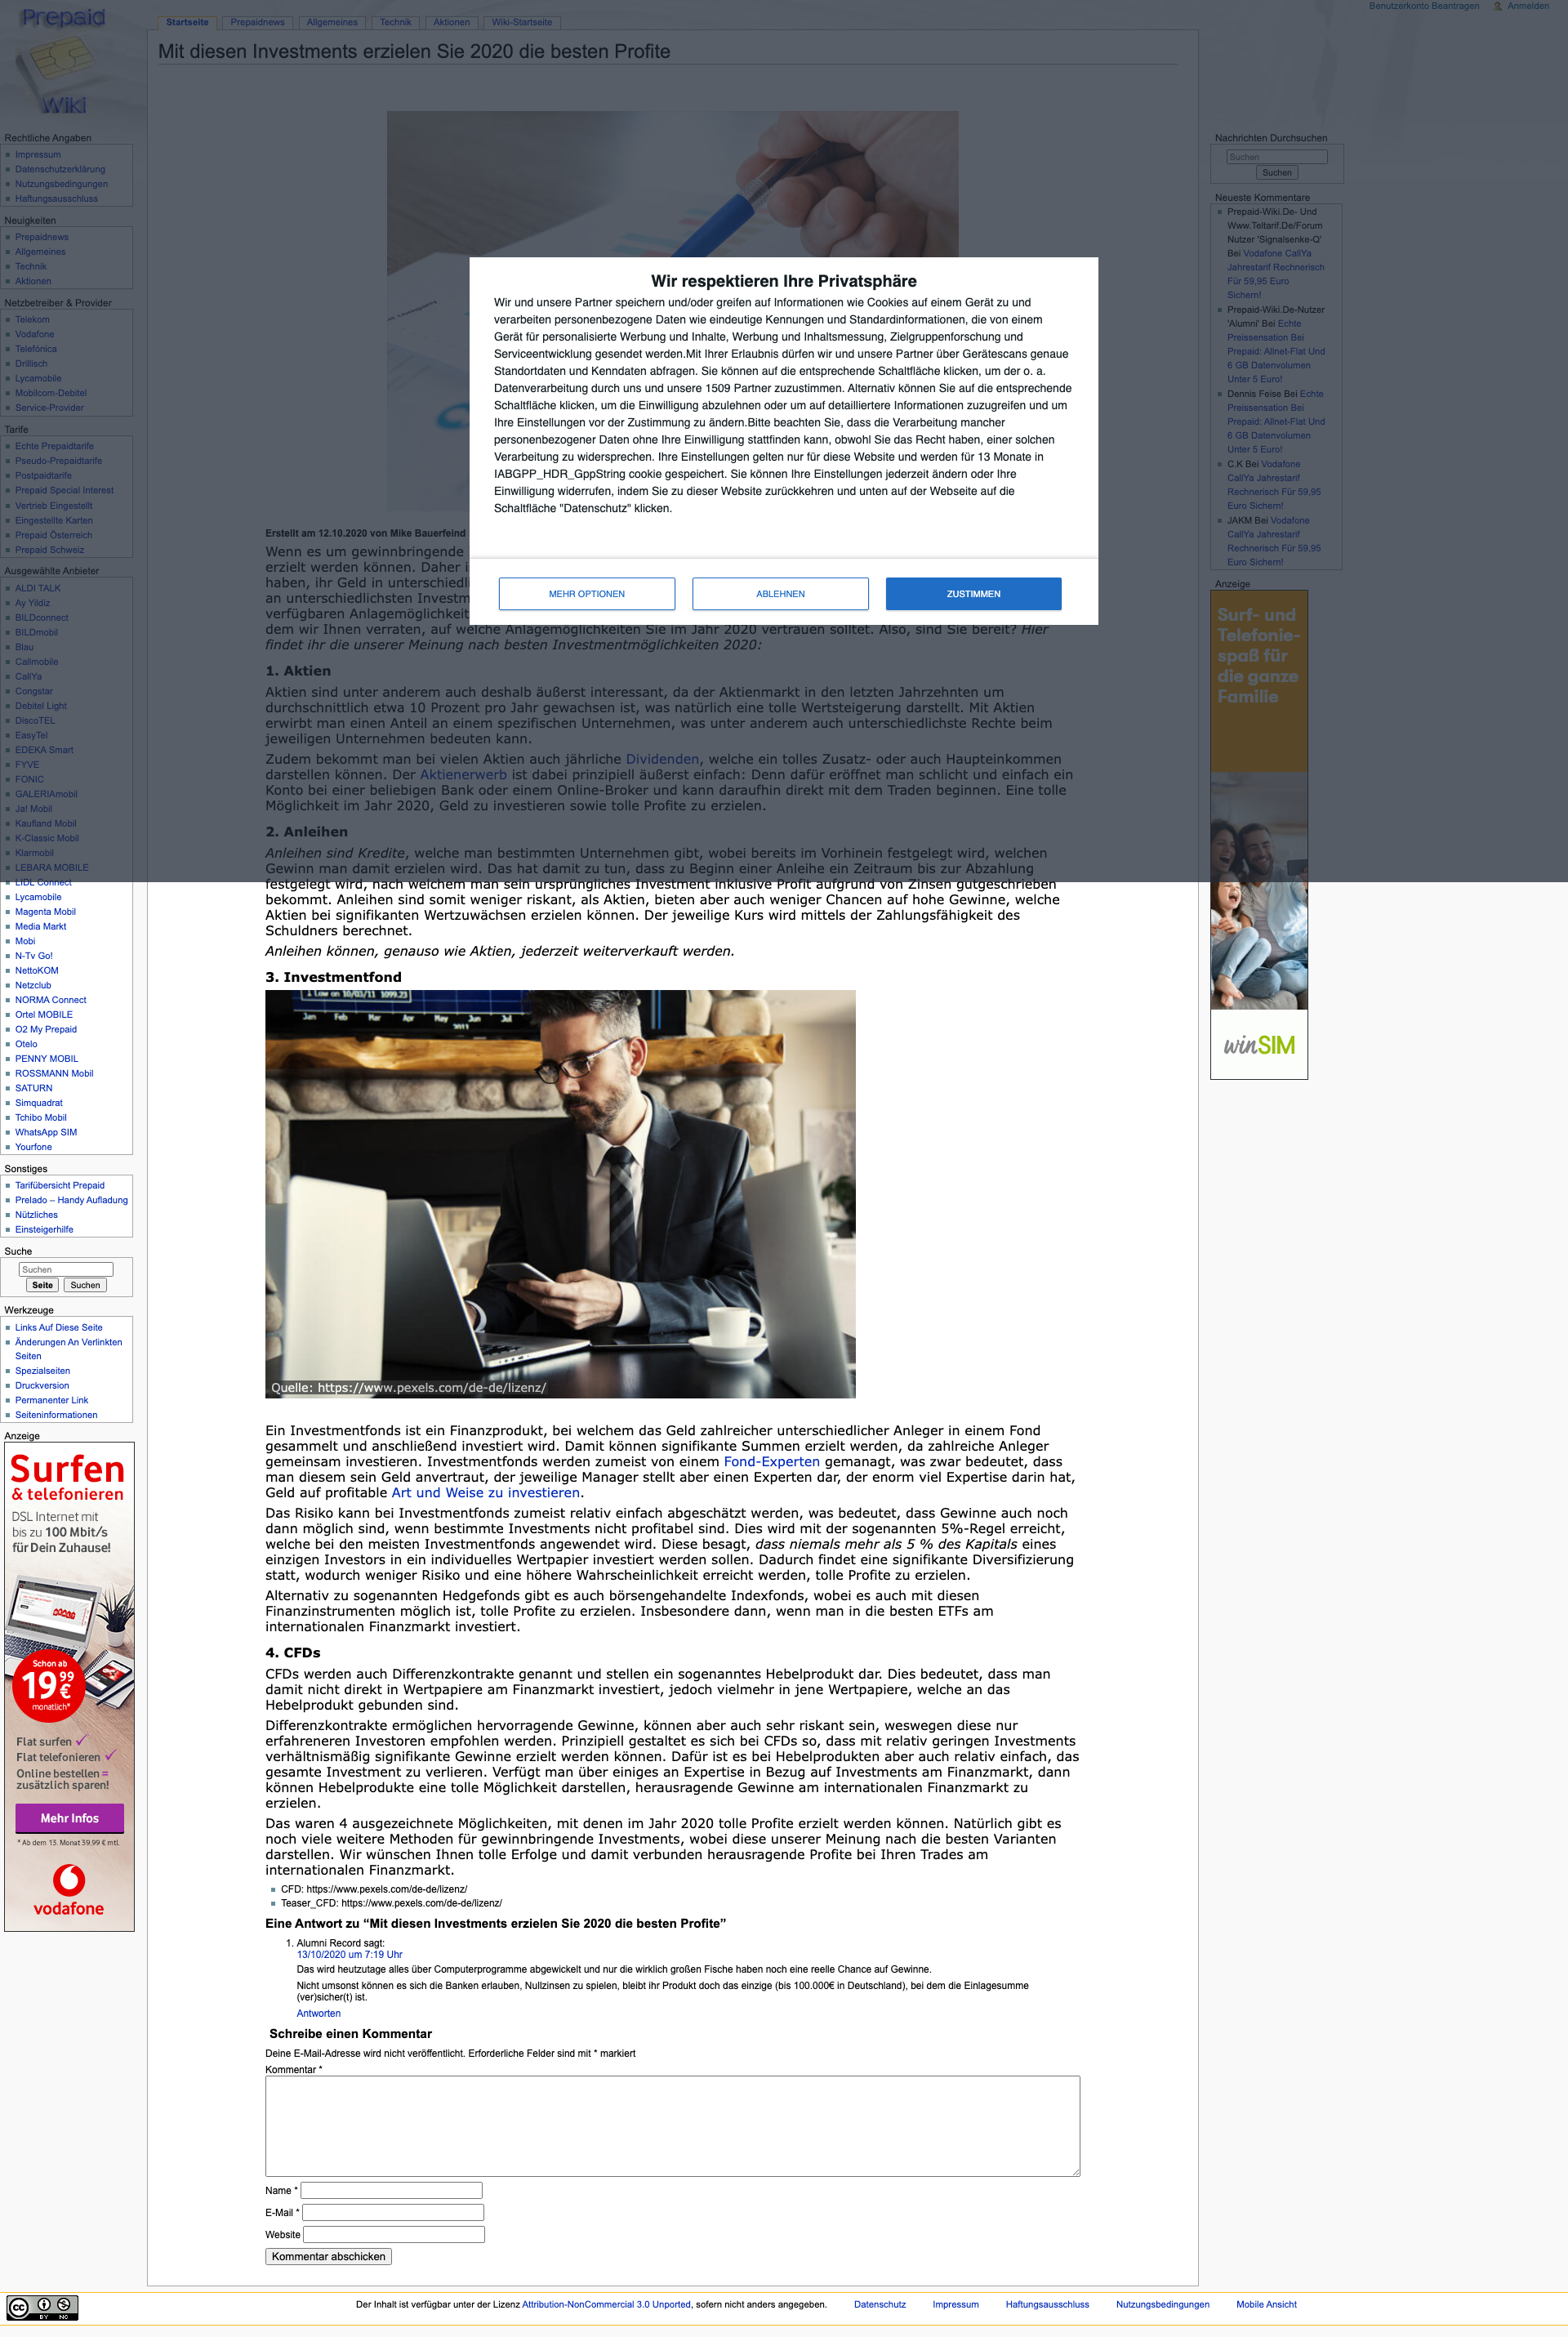 Prepaid
Wiki
Startseite
Prepaidnews
Allgemeines
Technik
Aktionen
Wiki-Startseite
Benutzerkonto Beantragen
Anmelden
Mit diesen Investments erzielen Sie 2020 die besten Profite
Rechtliche Angaben
Impressum
Datenschutzerklärung
Nutzungsbedingungen
Haftungsausschluss
Neuigkeiten
Prepaidnews
Allgemeines
Technik
Aktionen
Netzbetreiber & Provider
Telekom
Vodafone
Telefónica
Drillisch
Lycamobile
Mobilcom-Debitel
Service-Provider
Tarife
Echte Prepaidtarife
Pseudo-Prepaidtarife
Postpaidtarife
Prepaid Special Interest
Vertrieb Eingestellt
Eingestellte Karten
Prepaid Österreich
Prepaid Schweiz
Ausgewählte Anbieter
ALDI TALK
Ay Yildiz
BILDconnect
BILDmobil
Blau
Callmobile
CallYa
Congstar
Debitel Light
DiscoTEL
EasyTel
EDEKA Smart
FYVE
FONIC
GALERIAmobil
Ja! Mobil
Kaufland Mobil
K-Classic Mobil
Klarmobil
LEBARA MOBILE
LIDL Connect
Lycamobile
Magenta Mobil
Media Markt
Mobi
N-Tv Go!
NettoKOM
Netzclub
NORMA Connect
Ortel MOBILE
O2 My Prepaid
Otelo
PENNY MOBIL
ROSSMANN Mobil
SATURN
Simquadrat
Tchibo Mobil
WhatsApp SIM
Yourfone
Sonstiges
Tarifübersicht Prepaid
Prelado – Handy Aufladung
Nützliches
Einsteigerhilfe
Suche
Suchen
Seite
Suchen
Werkzeuge
Links Auf Diese Seite
Änderungen An Verlinkten
Seiten
Spezialseiten
Druckversion
Permanenter Link
Seiteninformationen
Anzeige
Surfen
& telefonieren
DSL Internet mit
bis zu 100 Mbit/s
für Dein Zuhause!
Schon ab
19 99 €
monatlich*
Flat surfen
Flat telefonieren
Online bestellen =
zusätzlich sparen!
Mehr Infos
* Ab dem 13. Monat 39,99 € mtl.
vodafone
Wir respektieren Ihre Privatsphäre
Wir und unsere Partner speichern und/oder greifen auf Informationen wie Cookies auf einem Gerät zu und
verarbeiten personenbezogene Daten wie eindeutige Kennungen und Standardinformationen, die von einem
Gerät für personalisierte Werbung und Inhalte, Werbung und Inhaltsmessung, Zielgruppenforschung und
Serviceentwicklung gesendet werden.Mit Ihrer Erlaubnis dürfen wir und unsere Partner über Gerätescans genaue
Standortdaten und Kenndaten abfragen. Sie können auf die entsprechende Schaltfläche klicken, um der o. a.
Datenverarbeitung durch uns und unsere 1509 Partner zuzustimmen. Alternativ können Sie auf die entsprechende
Schaltfläche klicken, um die Einwilligung abzulehnen oder um auf detailliertere Informationen zuzugreifen und um
Ihre Einstellungen vor der Zustimmung zu ändern.Bitte beachten Sie, dass die Verarbeitung mancher
personenbezogener Daten ohne Ihre Einwilligung stattfinden kann, obwohl Sie das Recht haben, einer solchen
Verarbeitung zu widersprechen. Ihre Einstellungen gelten nur für diese Website und werden für 13 Monate in
IABGPP_HDR_GppString cookie gespeichert. Sie können Ihre Einstellungen jederzeit ändern oder Ihre
Einwilligung widerrufen, indem Sie zu dieser Website zurückkehren und unten auf der Webseite auf die
Schaltfläche "Datenschutz" klicken.
MEHR OPTIONEN
ABLEHNEN
ZUSTIMMEN
Erstellt am 12.10.2020 von Mike Bauerfeind
Wenn es um gewinnbringende
erzielt werden können. Daher
haben, ihr Geld in unterschiedli
an unterschiedlichsten Investm
verfügbaren Anlagemöglichkeit
dem wir Ihnen verraten, auf welche Anlagemöglichkeiten Sie im Jahr 2020 vertrauen solltet. Also, sind Sie bereit? Hier
findet ihr die unserer Meinung nach besten Investmentmöglichkeiten 2020:
1. Aktien
Aktien sind unter anderem auch deshalb äußerst interessant, da der Aktienmarkt in den letzten Jahrzehnten um
durchschnittlich etwa 10 Prozent pro Jahr gewachsen ist, was natürlich eine tolle Wertsteigerung darstellt. Mit Aktien
erwirbt man einen Anteil an einem spezifischen Unternehmen, was unter anderem auch unterschiedlichste Rechte beim
jeweiligen Unternehmen bedeuten kann.
Zudem bekommt man bei vielen Aktien auch jährliche Dividenden, welche ein tolles Zusatz- oder auch Haupteinkommen
darstellen können. Der Aktienerwerb ist dabei prinzipiell äußerst einfach: Denn dafür eröffnet man schlicht und einfach ein
Konto bei einer beliebigen Bank oder einem Online-Broker und kann daraufhin direkt mit dem Traden beginnen. Eine tolle
Möglichkeit im Jahr 2020, Geld zu investieren sowie tolle Profite zu erzielen.
2. Anleihen
Anleihen sind Kredite, welche man bestimmten Unternehmen gibt, wobei bereits im Vorhinein festgelegt wird, welchen
Gewinn man damit erzielen wird. Das hat damit zu tun, dass zu Beginn einer Anleihe ein Zeitraum bis zur Abzahlung
festgelegt wird, nach welchem man sein ursprüngliches Investment inklusive Profit aufgrund von Zinsen gutgeschrieben
bekommt. Anleihen sind somit weniger riskant, als Aktien, bieten aber auch weniger Chancen auf hohe Gewinne, welche
Aktien bei signifikanten Wertzuwächsen erzielen können. Der jeweilige Kurs wird mittels der Zahlungsfähigkeit des
Schuldners berechnet.
Anleihen können, genauso wie Aktien, jederzeit weiterverkauft werden.
3. Investmentfond
Low on 10/03/11 1099.23
Jan Feb Mar Apr May Jun Jul
2011
Quelle: https://www.pexels.com/de-de/lizenz/
Ein Investmentfonds ist ein Finanzprodukt, bei welchem das Geld zahlreicher unterschiedlicher Anleger in einem Fond
gesammelt und anschließend investiert wird. Damit können signifikante Summen erzielt werden, da zahlreiche Anleger
gemeinsam investieren. Investmentfonds werden zumeist von einem Fond-Experten gemanagt, was zwar bedeutet, dass
man diesem sein Geld anvertraut, der jeweilige Manager stellt aber einen Experten dar, der enorm viel Expertise darin hat,
Geld auf profitable Art und Weise zu investieren.
Das Risiko kann bei Investmentfonds zumeist relativ einfach abgeschätzt werden, was bedeutet, dass Gewinne auch noch
dann möglich sind, wenn bestimmte Investments nicht profitabel sind. Dies wird mit der sogenannten 5%-Regel erreicht,
welche bei den meisten Investmentfonds angewendet wird. Diese besagt, dass niemals mehr als 5 % des Kapitals eines
einzigen Investors in ein individuelles Wertpapier investiert werden sollen. Dadurch findet eine signifikante Diversifizierung
statt, wodurch weniger Risiko und eine höhere Wahrscheinlichkeit erreicht werden, tolle Profite zu erzielen.
Alternativ zu sogenannten Hedgefonds gibt es auch börsengehandelte Indexfonds, wobei es auch mit diesen
Finanzinstrumenten möglich ist, tolle Profite zu erzielen. Insbesondere dann, wenn man in die besten ETFs am
internationalen Finanzmarkt investiert.
4. CFDs
CFDs werden auch Differenzkontrakte genannt und stellen ein sogenanntes Hebelprodukt dar. Dies bedeutet, dass man
damit nicht direkt in Wertpapiere am Finanzmarkt investiert, jedoch vielmehr in jene Wertpapiere, welche an das
Hebelprodukt gebunden sind.
Differenzkontrakte ermöglichen hervorragende Gewinne, können aber auch sehr riskant sein, weswegen diese nur
erfahreneren Investoren empfohlen werden. Prinzipiell gestaltet es sich bei CFDs so, dass mit relativ geringen Investments
verhältnismäßig signifikante Gewinne erzielt werden können. Dafür ist es bei Hebelprodukten aber auch relativ einfach, das
gesamte Investment zu verlieren. Verfügt man über einiges an Expertise in Bezug auf Investments am Finanzmarkt, dann
können Hebelprodukte eine tolle Möglichkeit darstellen, herausragende Gewinne am internationalen Finanzmarkt zu
erzielen.
Das waren 4 ausgezeichnete Möglichkeiten, mit denen im Jahr 2020 tolle Profite erzielt werden können. Natürlich gibt es
noch viele weitere Methoden für gewinnbringende Investments, wobei diese unserer Meinung nach die besten Varianten
darstellen. Wir wünschen Ihnen tolle Erfolge und damit verbunden herausragende Profite bei Ihren Trades am
internationalen Finanzmarkt.
CFD: https://www.pexels.com/de-de/lizenz/
Teaser_CFD: https://www.pexels.com/de-de/lizenz/
Eine Antwort zu “Mit diesen Investments erzielen Sie 2020 die besten Profite”
1. Alumni Record sagt:
13/10/2020 um 7:19 Uhr
Das wird heutzutage alles über Computerprogramme abgewickelt und nur die wirklich großen Fische haben noch eine reelle Chance auf Gewinne.
Nicht umsonst können es sich die Banken erlauben, Nullzinsen zu spielen, bleibt ihr Produkt doch das einzige (bis 100.000€ in Deutschland), bei dem die Einlagesumme
(ver)sicher(t) ist.
Antworten
Schreibe einen Kommentar
Deine E-Mail-Adresse wird nicht veröffentlicht. Erforderliche Felder sind mit * markiert
Kommentar *
Name *
E-Mail *
Website
Kommentar abschicken
Nachrichten Durchsuchen
Suchen
Suchen
Neueste Kommentare
Prepaid-Wiki.De- Und
Www.Teltarif.De/Forum
Nutzer 'Signalsenke-Q'
Bei Vodafone CallYa
Jahrestarif Rechnerisch
Für 59,95 Euro
Sichern!
Prepaid-Wiki.De-Nutzer
'Alumni' Bei Echte
Preissensation Bei
Prepaid: Allnet-Flat Und
6 GB Datenvolumen
Unter 5 Euro!
Dennis Feise Bei Echte
Preissensation Bei
Prepaid: Allnet-Flat Und
6 GB Datenvolumen
Unter 5 Euro!
C.K Bei Vodafone
CallYa Jahrestarif
Rechnerisch Für 59,95
Euro Sichern!
JAKM Bei Vodafone
CallYa Jahrestarif
Rechnerisch Für 59,95
Euro Sichern!
Anzeige
Surf- und
Telefonie-
spaß für
die ganze
Familie
winSIM
cc
BY NC
Der Inhalt ist verfügbar unter der Lizenz Attribution-NonCommercial 3.0 Unported, sofern nicht anders angegeben.
Datenschutz
Impressum
Haftungsausschluss
Nutzungsbedingungen
Mobile Ansicht